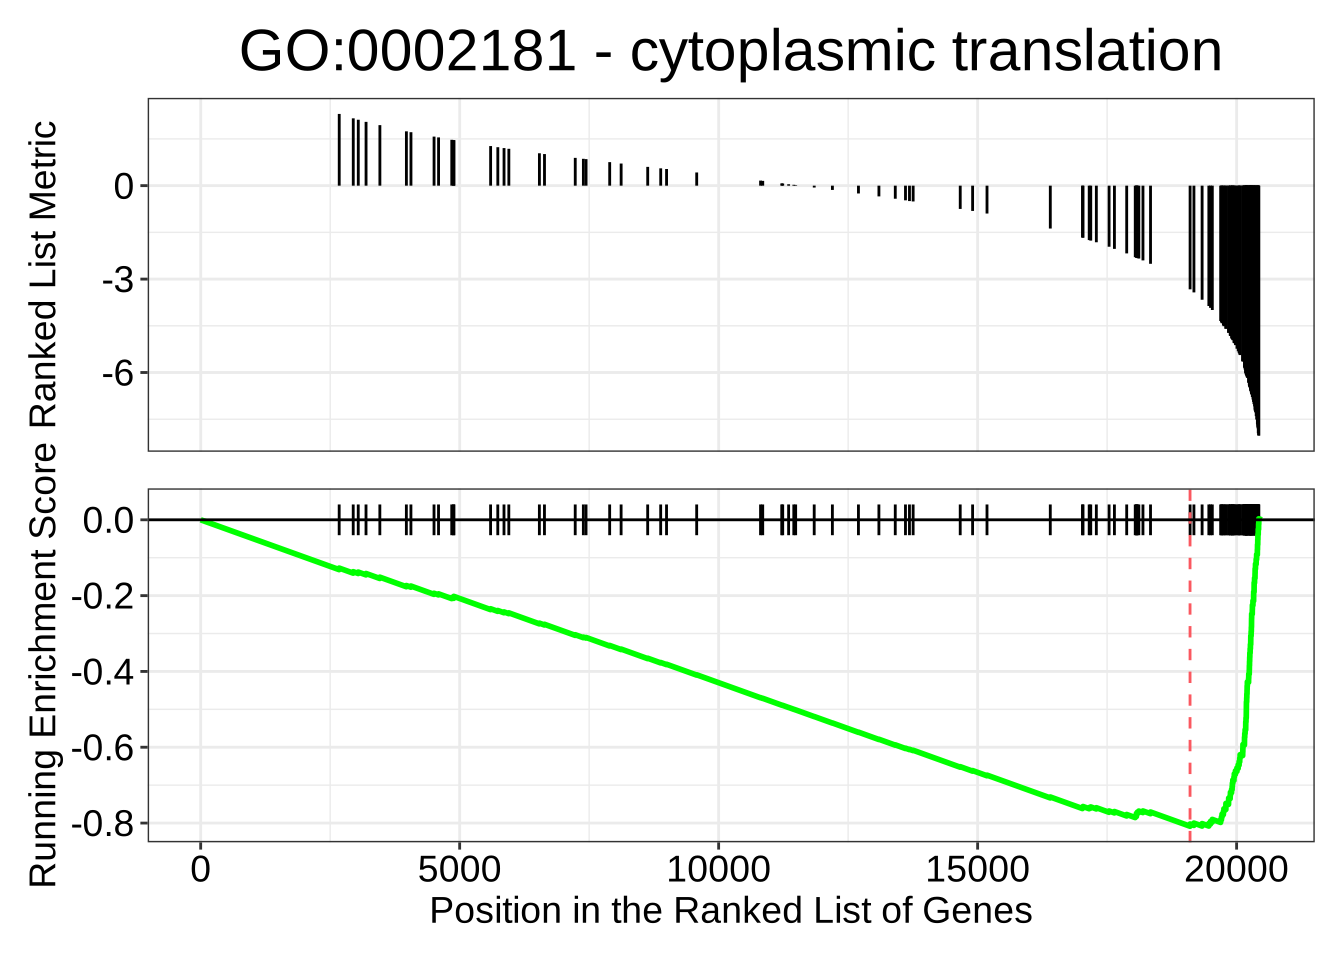 GO:0002181 - cytoplasmic translation
Ranked List Metric
0
-3
-6
Running Enrichment Score
0.0
-0.2
-0.4
-0.6
-0.8
0 5000 10000 15000 20000
Position in the Ranked List of Genes